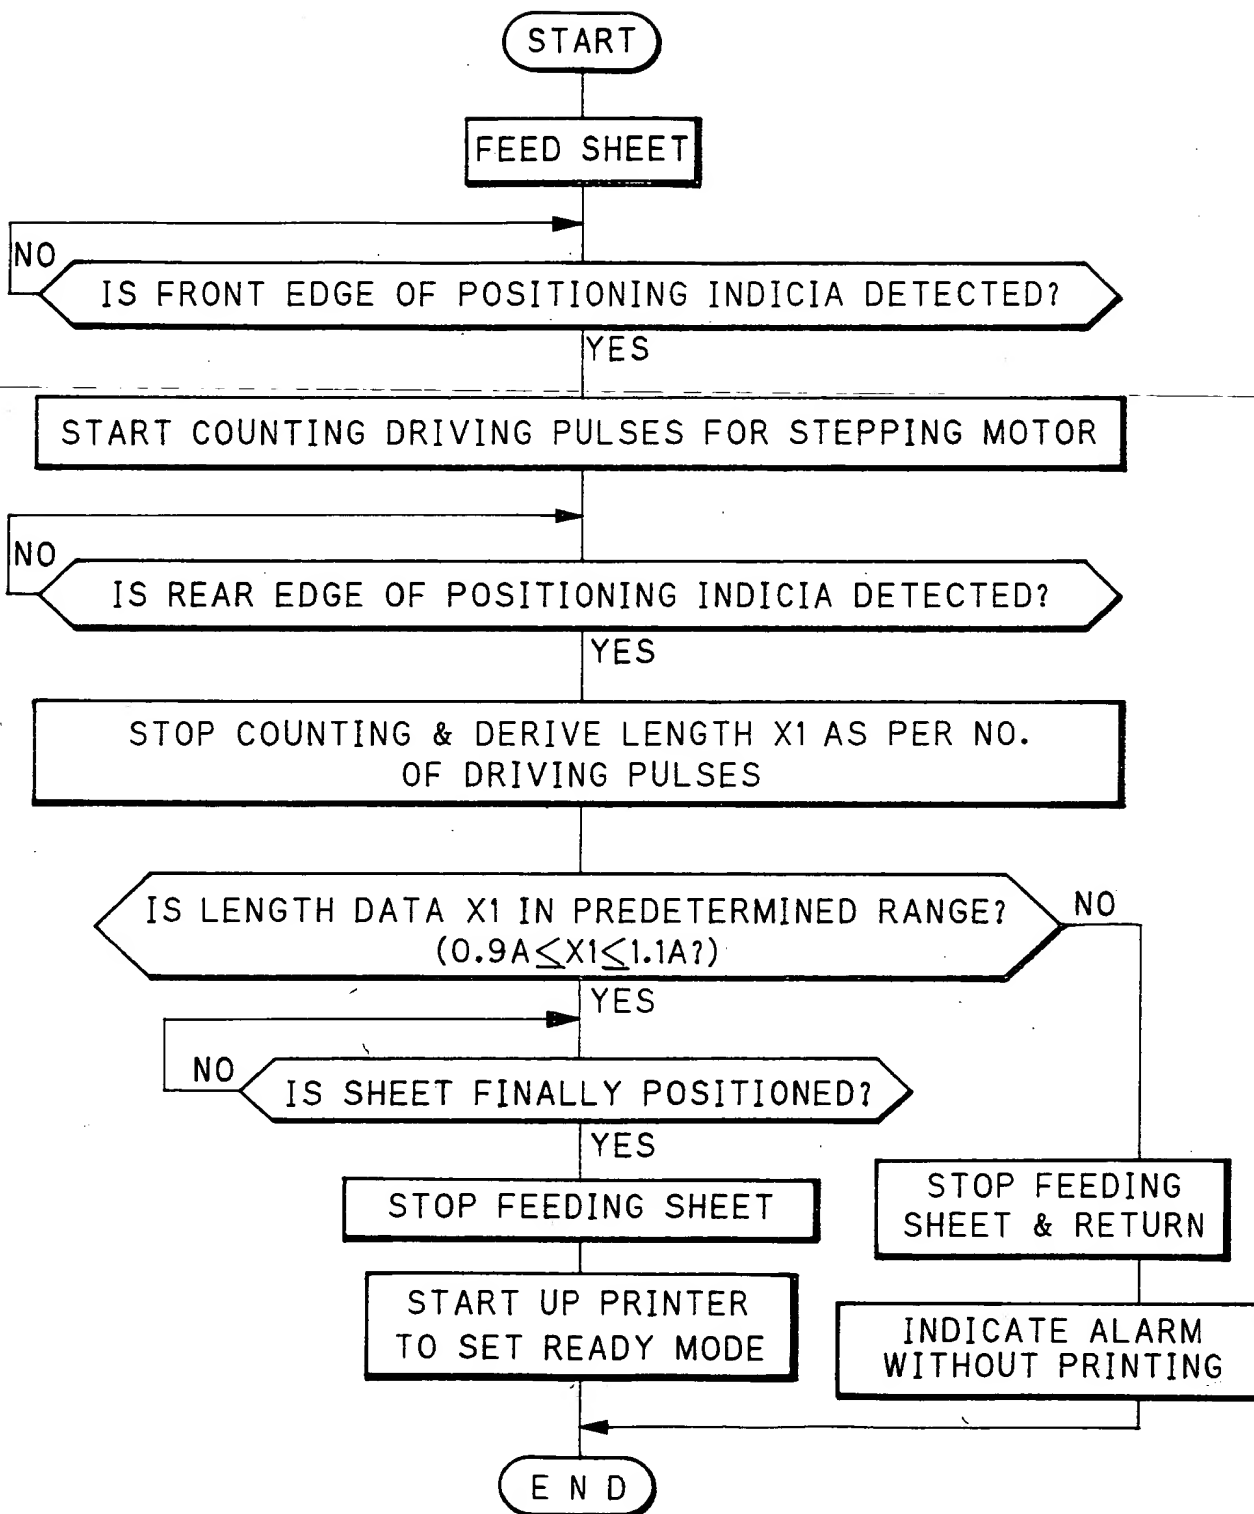 START
FEED SHEET
NO
IS FRONT EDGE OF POSITIONING INDICIA DETECTED?
YES
START COUNTING DRIVING PULSES FOR STEPPING MOTOR
NO
IS REAR EDGE OF POSITIONING INDICIA DETECTED?
YES
STOP COUNTING & DERIVE LENGTH X1 AS PER NO.
OF DRIVING PULSES
IS LENGTH DATA X1 IN PREDETERMINED RANGE?
(0.9A≤X1≤1.1A?)
NO
YES
NO
IS SHEET FINALLY POSITIONED?
YES
STOP FEEDING SHEET
START UP PRINTER
TO SET READY MODE
STOP FEEDING
SHEET & RETURN
INDICATE ALARM
WITHOUT PRINTING
END